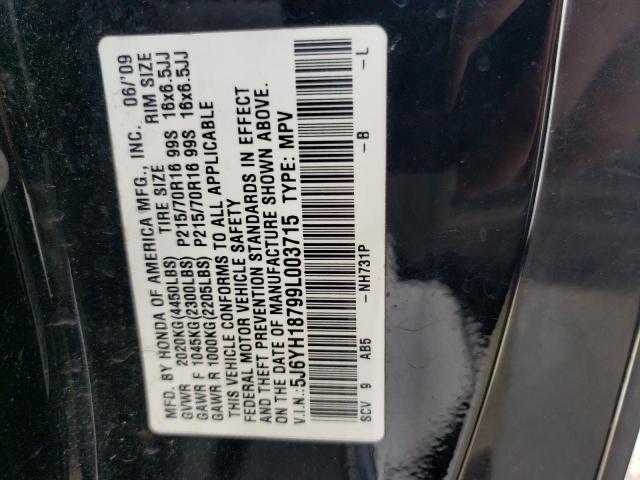 MFD. BY HONDA OF AMERICA MFG., INC. 06/'09
TIRE SIZE RIM SIZE
GVWR 2020KG(4450LBS)
GAWR F 1045KG(2300LBS) P215/70R16 99S 16x6.5JJ
GAWR R 1000KG(2205LBS) P215/70R16 99S 16x6.5JJ
THIS VEHICLE CONFORMS TO ALL APPLICABLE
FEDERAL MOTOR VEHICLE SAFETY
AND THEFT PREVENTION STANDARDS IN EFFECT
ON THE DATE OF MANUFACTURE SHOWN ABOVE.
V.I.N.:5J6YH18799L003715 TYPE: MPV
SCV 9 AB5 -NH731P -B -L